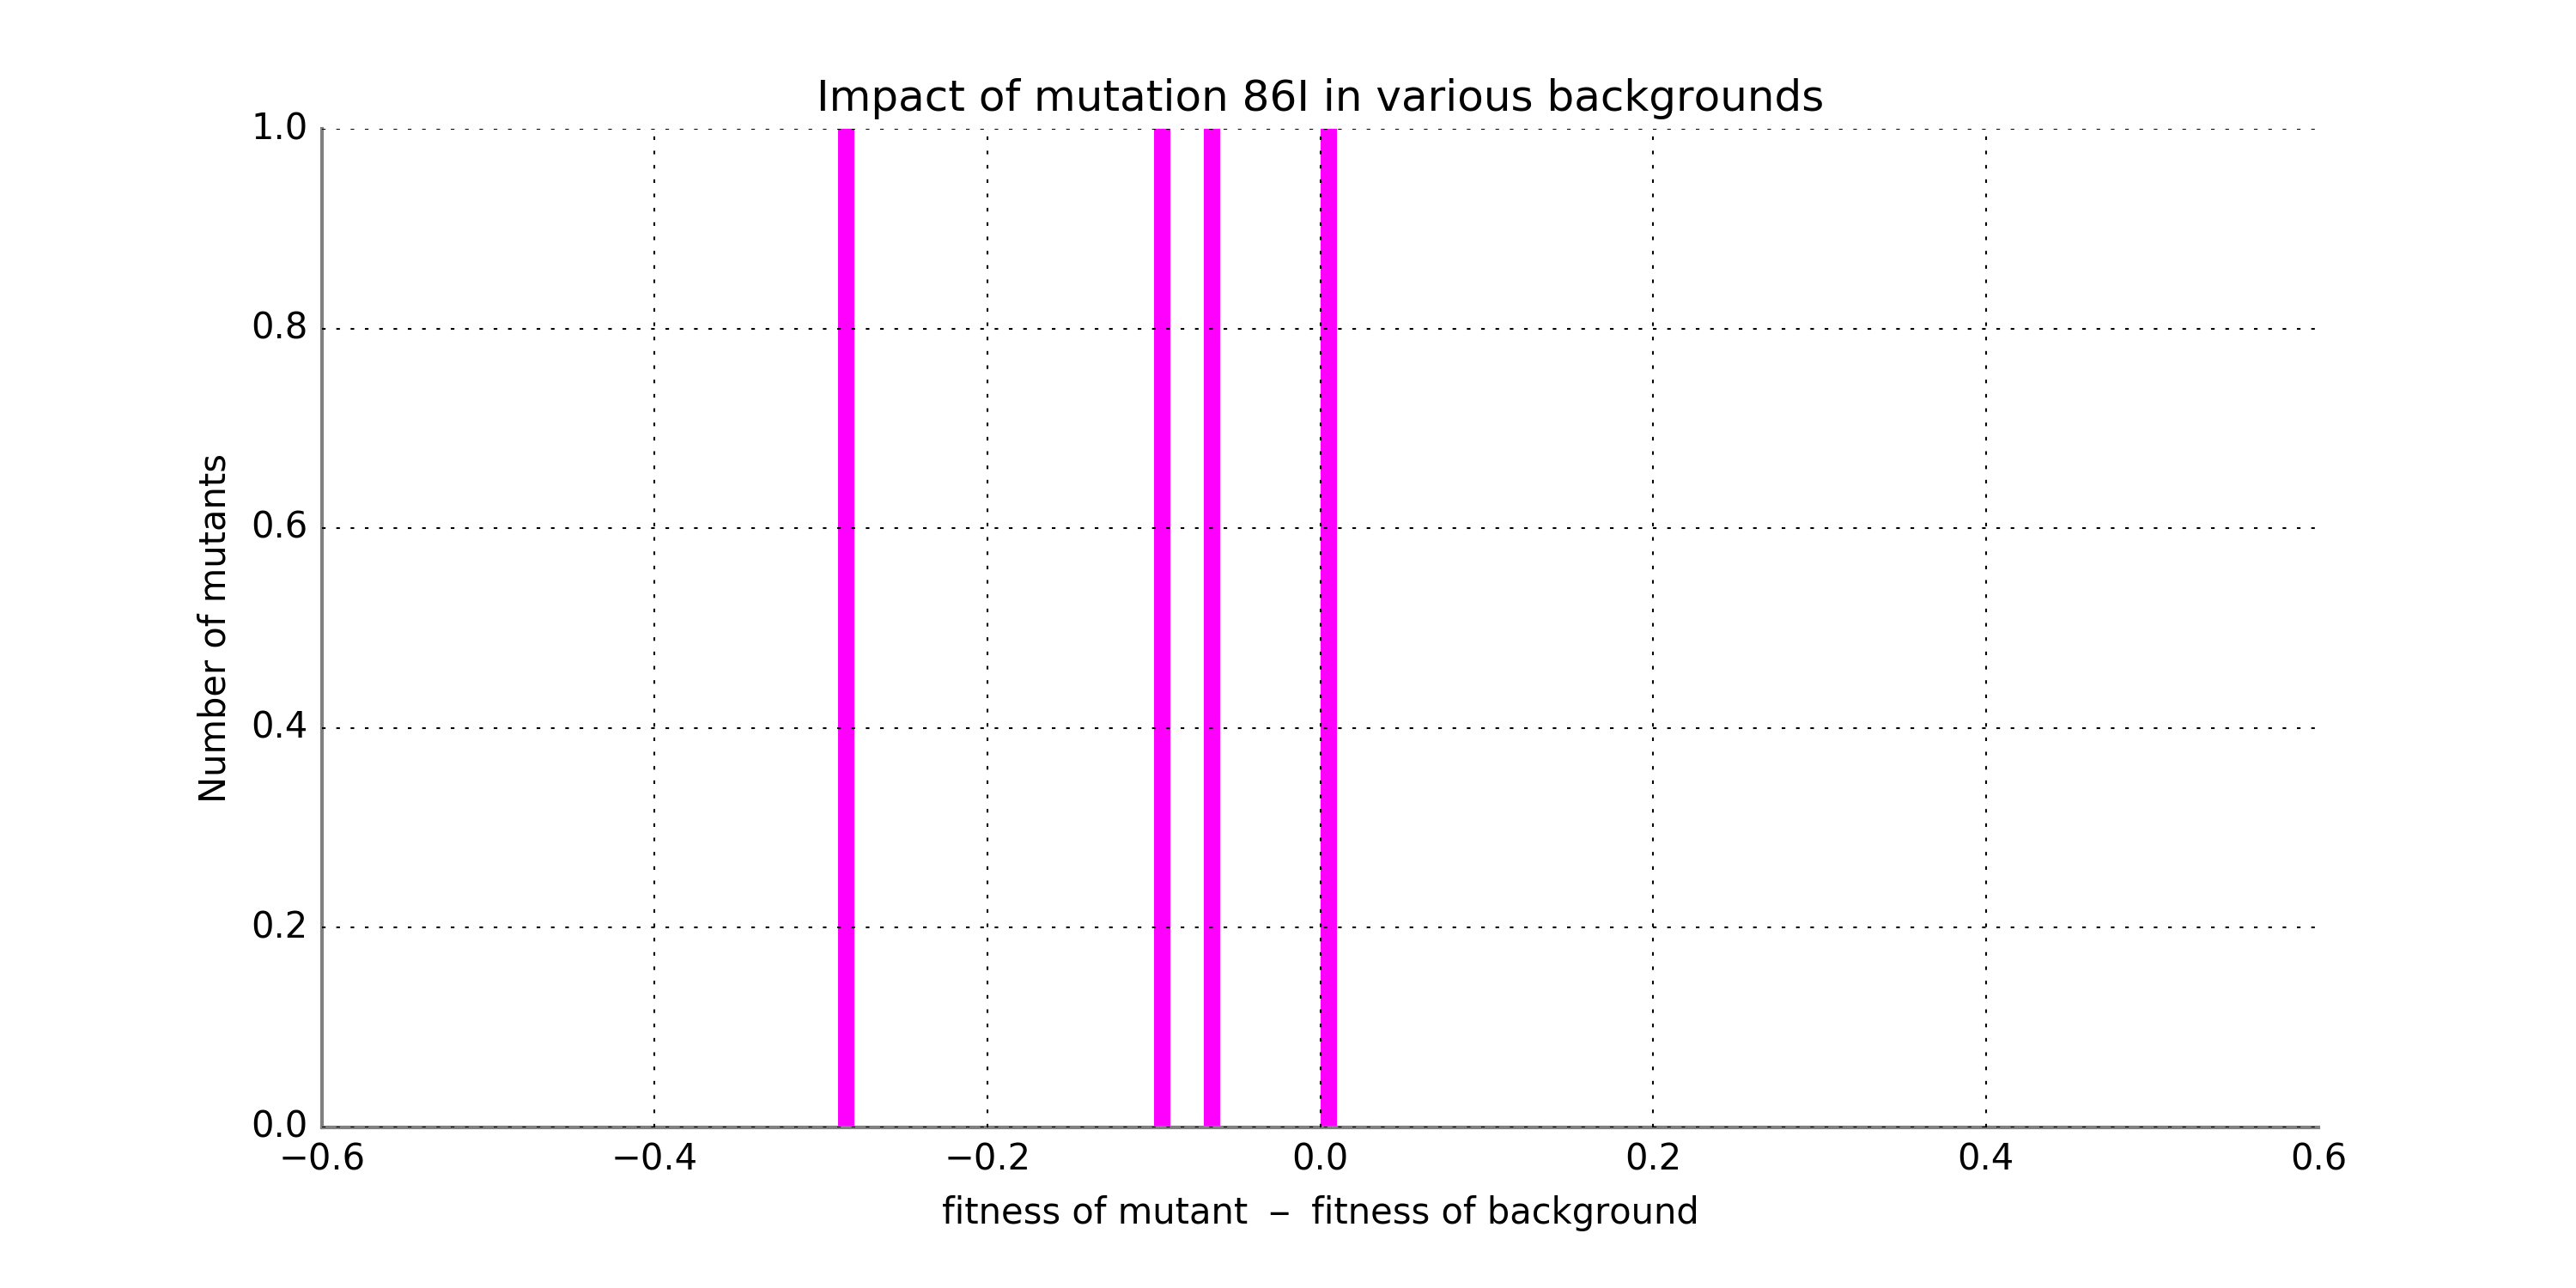 Impact of mutation 86I in various backgrounds
1.0
0.8
0.6
0.4
0.2
0.0
Number of mutants
−0.6 −0.4 −0.2 0.0 0.2 0.4 0.6
fitness of mutant − fitness of background